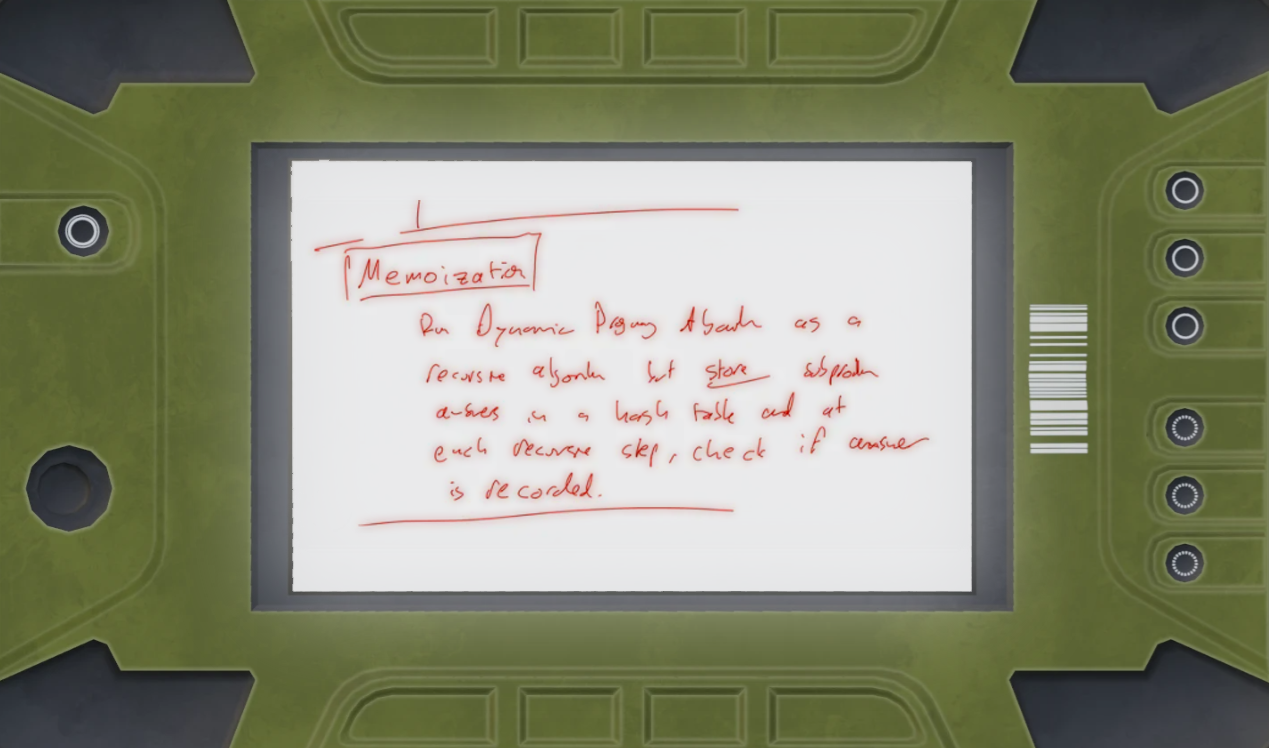 Memoization
Run Dynamic Programming Algorithm as a
recursive algorithm but store subproblem
answers in a hash table and at
each recursive step, check if answer
is recorded.